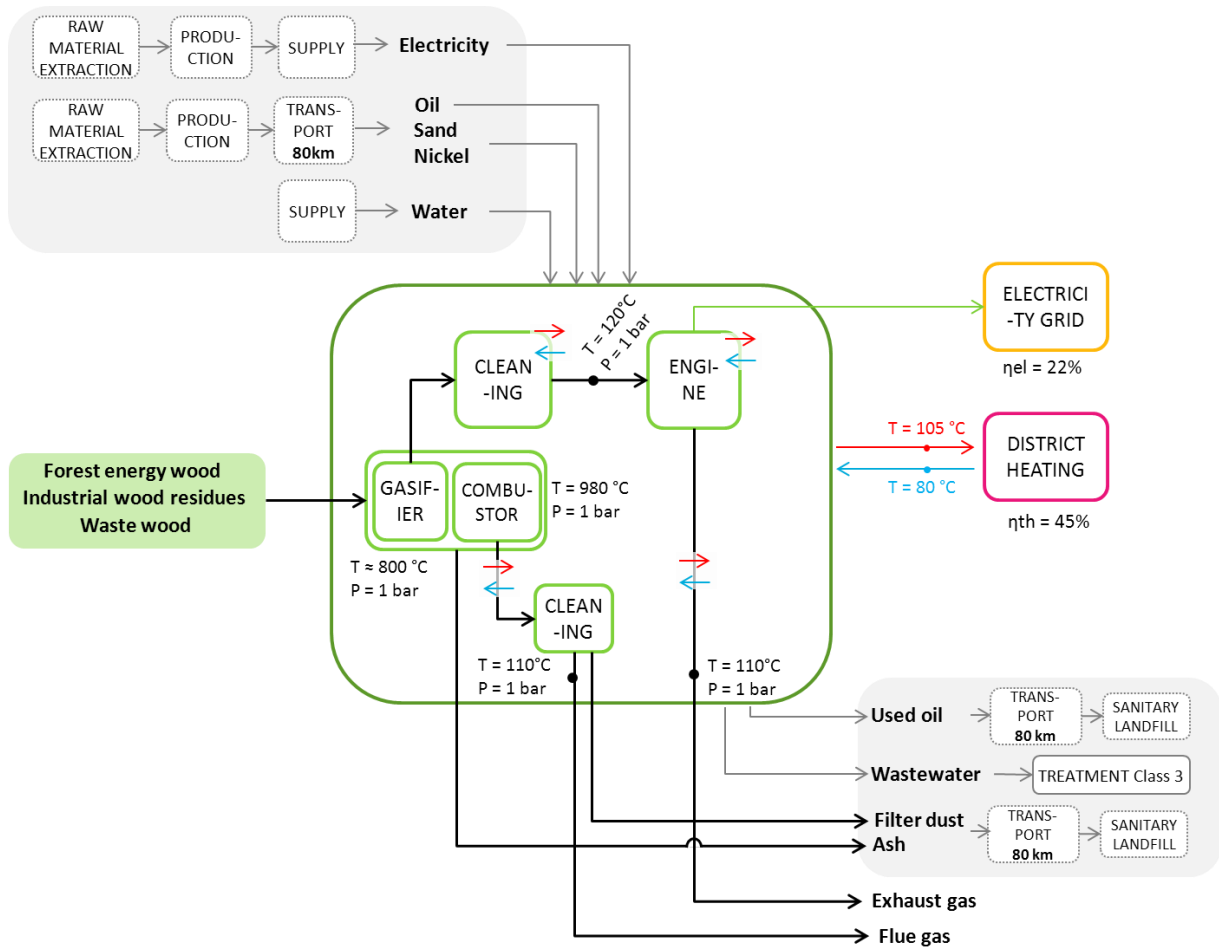 RAW
MATERIAL
EXTRACTION
PRODU-
CTION
SUPPLY
Electricity
RAW
MATERIAL
EXTRACTION
PRODU-
CTION
TRANS-
PORT
80km
Oil
Sand
Nickel
SUPPLY
Water
CLEAN
-ING
T = 120°C
P = 1 bar
ENGI-
NE
ELECTRICI
-TY GRID
ηel = 22%
T = 105 °C
T = 80 °C
DISTRICT
HEATING
ηth = 45%
Forest energy wood
Industrial wood residues
Waste wood
GASIF-
IER
COMBU-
STOR
T = 980 °C
P = 1 bar
T ≈ 800 °C
P = 1 bar
CLEAN
-ING
T = 110°C
P = 1 bar
T = 110°C
P = 1 bar
Used oil
TRANS-
PORT
80 km
SANITARY
LANDFILL
Wastewater
TREATMENT Class 3
Filter dust
Ash
TRANS-
PORT
80 km
SANITARY
LANDFILL
Exhaust gas
Flue gas